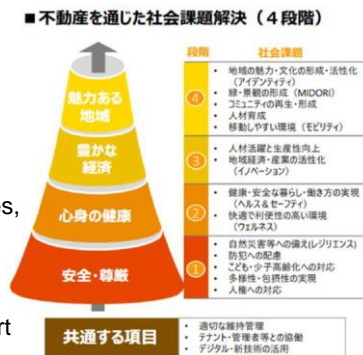 ■不動産を通じた社会課題解決（４段階）
段階 社会課題
魅力ある
地域
④
• 地域の魅力・文化の形成・活性化
（アイデンティティ）
• 緑・景観の形成（MIDORI）
• コミュニティの再生・形成
• 人材育成
• 移動しやすい環境（モビリティ）
豊かな
経済
③
• 人材活躍と生産性向上
• 地域経済・産業の活性化
（イノベーション）
心身の健康
②
• 健康・安全な暮らし・働き方の実現
（ヘルス＆セーフティ）
• 快適で利便性の高い環境
（ウェルネス）
安全・尊厳
①
• 自然災害等への備え（レジリエンス）
• 防犯への配慮
• こども・少子高齢化への対応
• 多様性・包摂性の実現
• 人権への対応
共通する項目
• 適切な維持管理
• テナント・管理者等との協働
• デジタル・新技術の活用
es,
rt